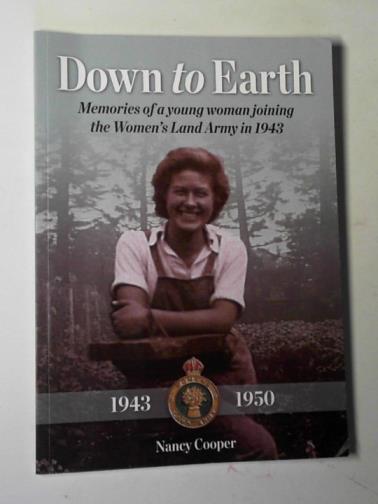 Down to Earth
Memories of a young woman joining
the Women's Land Army in 1943
1943 1950
Nancy Cooper